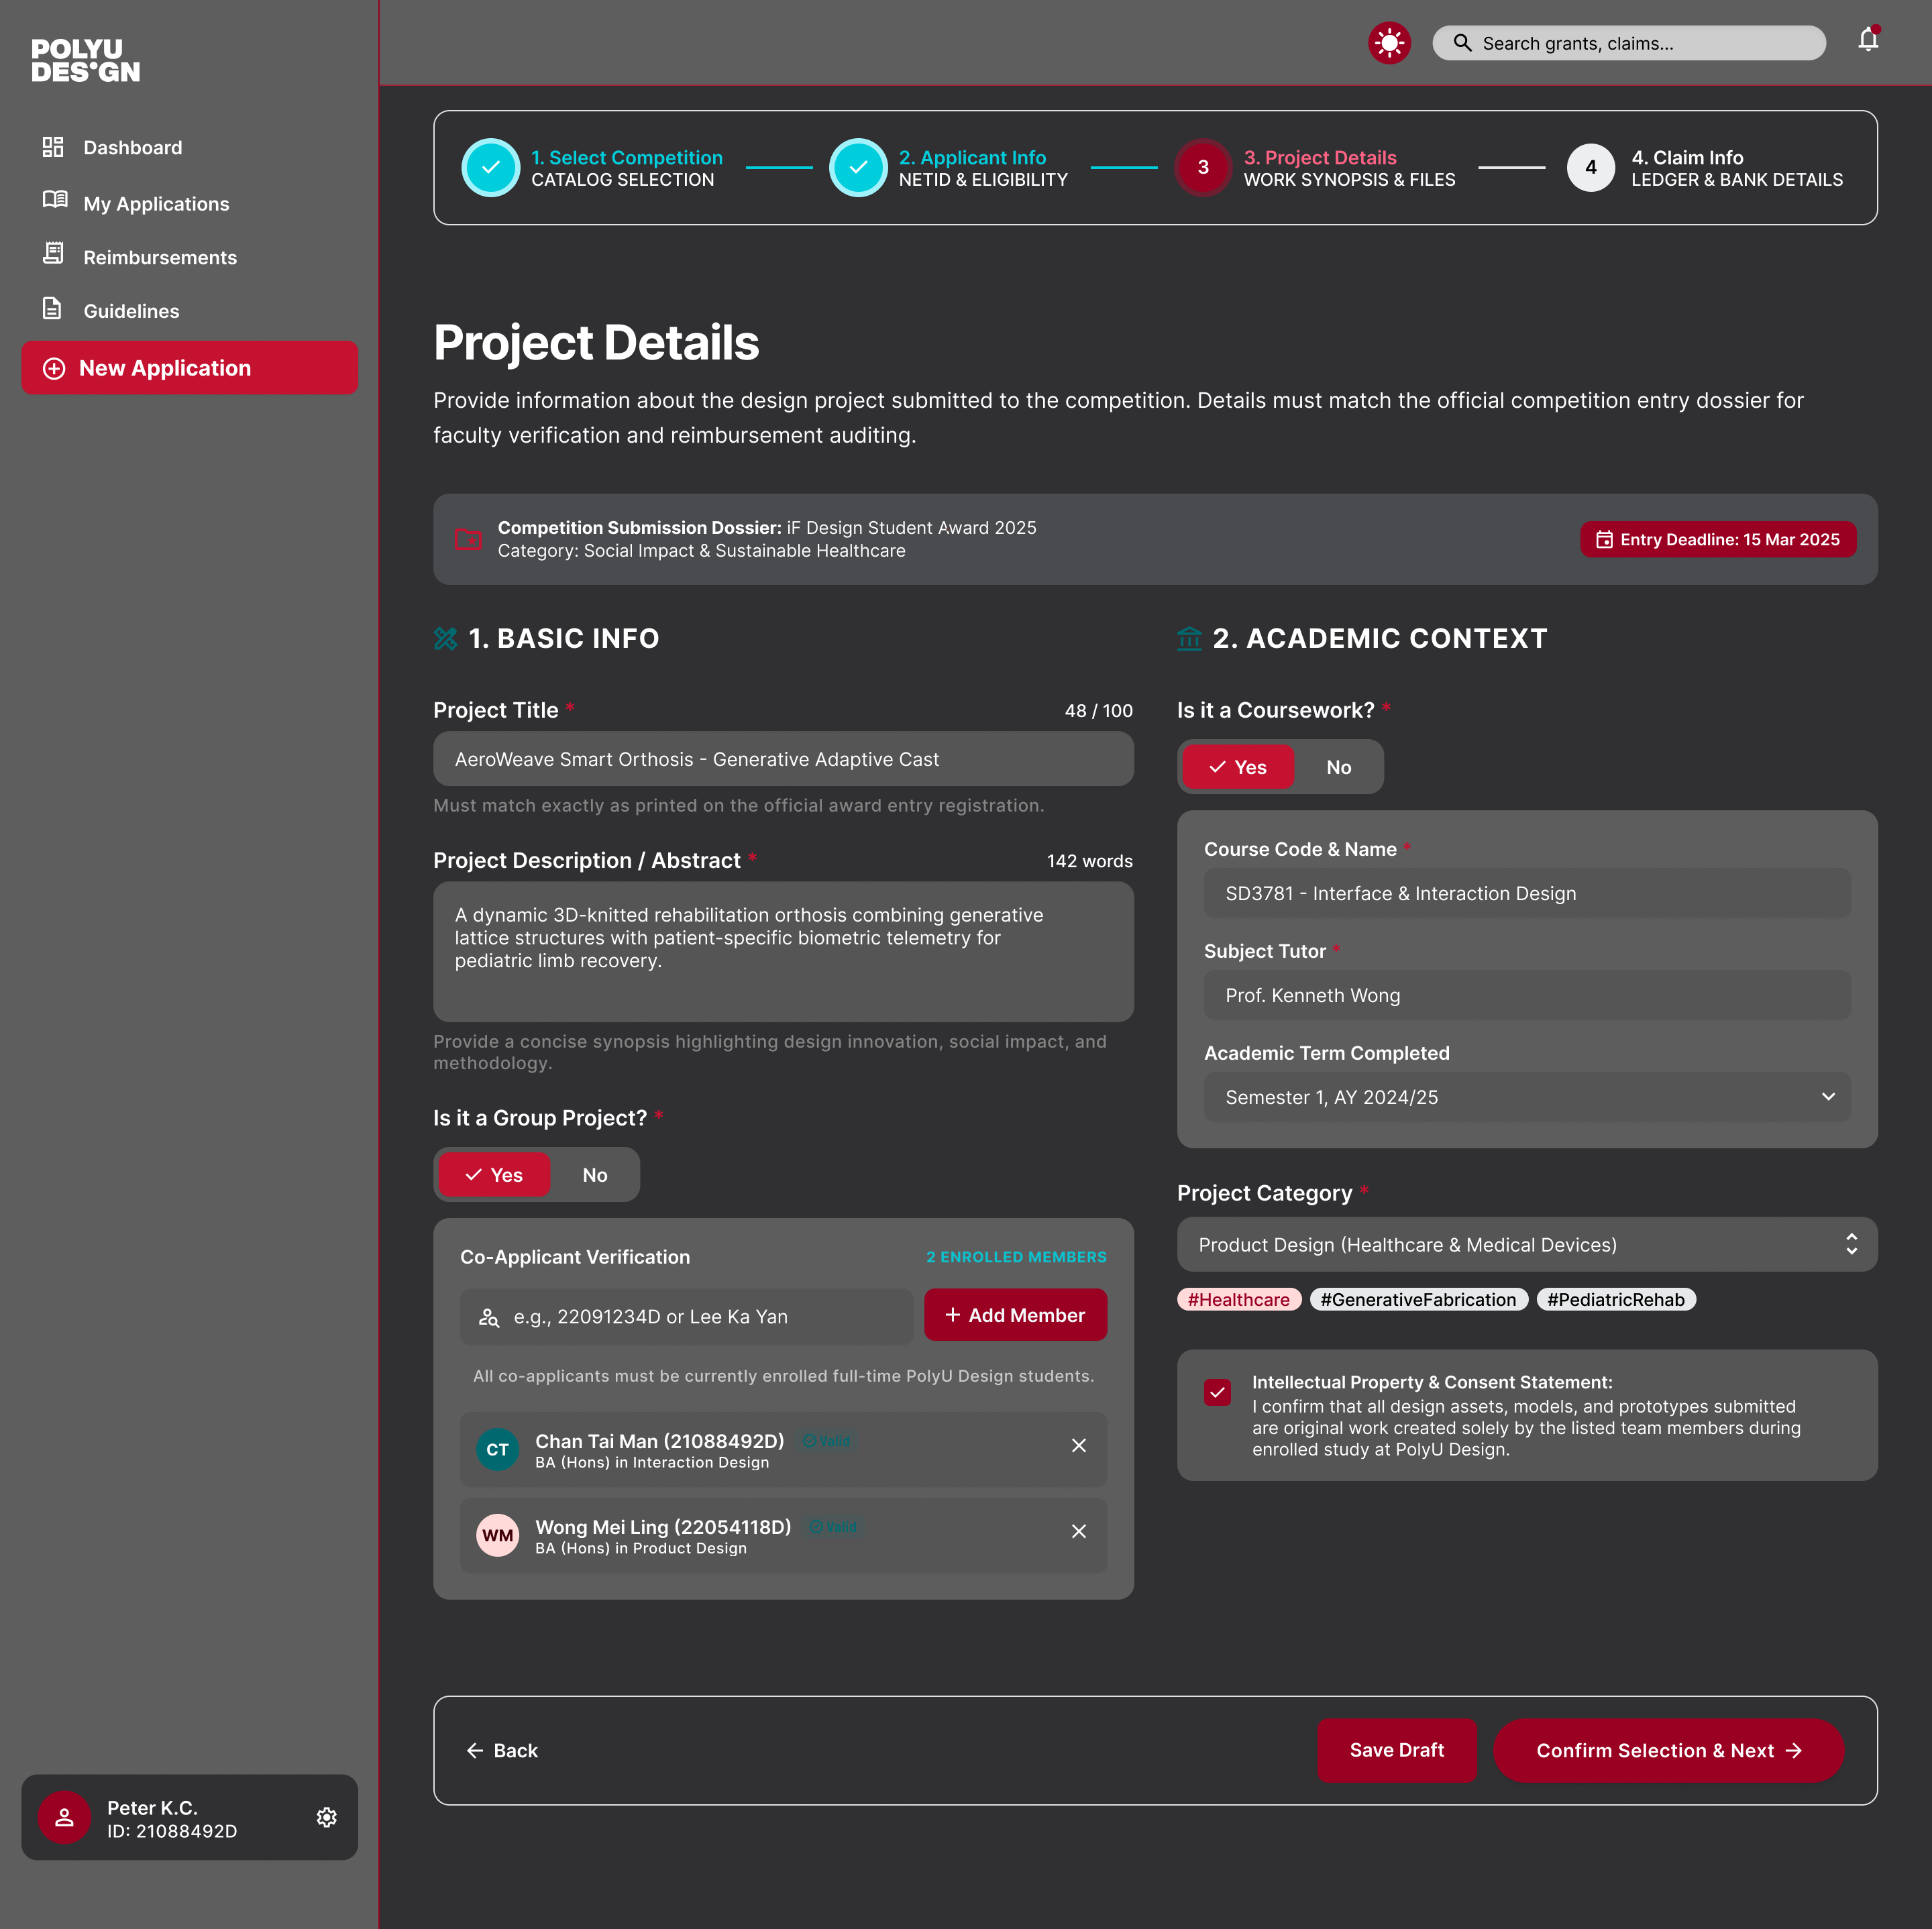 POLYU
DES•GN
Dashboard
My Applications
Reimbursements
Guidelines
New Application
Peter K.C.
ID: 21088492D
Search grants, claims...
1. Select Competition
CATALOG SELECTION
2. Applicant Info
NETID & ELIGIBILITY
3
3. Project Details
WORK SYNOPSIS & FILES
4
4. Claim Info
LEDGER & BANK DETAILS
Project Details
Provide information about the design project submitted to the competition. Details must match the official competition entry dossier for
faculty verification and reimbursement auditing.
Competition Submission Dossier: iF Design Student Award 2025
Category: Social Impact & Sustainable Healthcare
Entry Deadline: 15 Mar 2025
1. BASIC INFO
Project Title *
48 / 100
AeroWeave Smart Orthosis - Generative Adaptive Cast
Must match exactly as printed on the official award entry registration.
Project Description / Abstract *
142 words
A dynamic 3D-knitted rehabilitation orthosis combining generative
lattice structures with patient-specific biometric telemetry for
pediatric limb recovery.
Provide a concise synopsis highlighting design innovation, social impact, and
methodology.
Is it a Group Project? *
Yes
No
Co-Applicant Verification
2 ENROLLED MEMBERS
e.g., 22091234D or Lee Ka Yan
+ Add Member
All co-applicants must be currently enrolled full-time PolyU Design students.
CT
Chan Tai Man (21088492D)
Valid
BA (Hons) in Interaction Design
WM
Wong Mei Ling (22054118D)
Valid
BA (Hons) in Product Design
2. ACADEMIC CONTEXT
Is it a Coursework? *
Yes
No
Course Code & Name *
SD3781 - Interface & Interaction Design
Subject Tutor *
Prof. Kenneth Wong
Academic Term Completed
Semester 1, AY 2024/25
Project Category *
Product Design (Healthcare & Medical Devices)
#Healthcare
#GenerativeFabrication
#PediatricRehab
Intellectual Property & Consent Statement:
I confirm that all design assets, models, and prototypes submitted
are original work created solely by the listed team members during
enrolled study at PolyU Design.
← Back
Save Draft
Confirm Selection & Next →